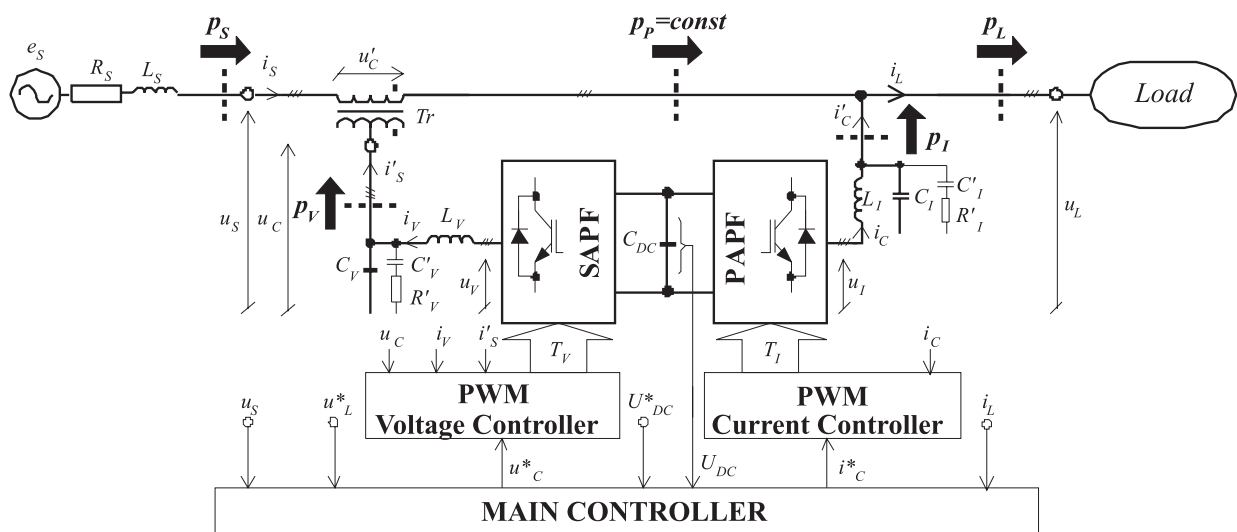 p_S
p_P=const
p_L
e_S
R_S
L_S
i_S
u'_C
i_L
Load
Tr
i'_C
p_I
i'_S
p_V
u_S
u_C
i_V
L_V
C_V
C'_V
R'_V
u_V
SAPF
C_DC
PAPF
L_I
C_I
C'_I
R'_I
i_C
u_I
u_L
u_C
i_V
i'_S
T_V
T_I
i_C
PWM
Voltage Controller
PWM
Current Controller
u_S
u*_L
U*_DC
i_L
u*_C
U_DC
i*_C
MAIN CONTROLLER